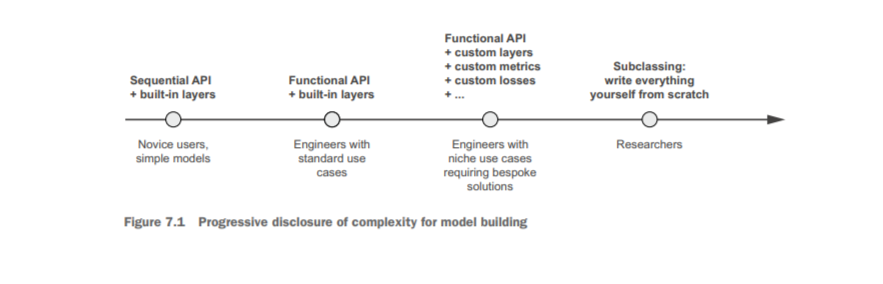 Sequential API
+ built-in layers
Functional API
+ built-in layers
Functional API
+ custom layers
+ custom metrics
+ custom losses
+ ...
Subclassing:
write everything
yourself from scratch
Novice users,
simple models
Engineers with
standard use
cases
Engineers with
niche use cases
requiring bespoke
solutions
Researchers
Figure 7.1 Progressive disclosure of complexity for model building